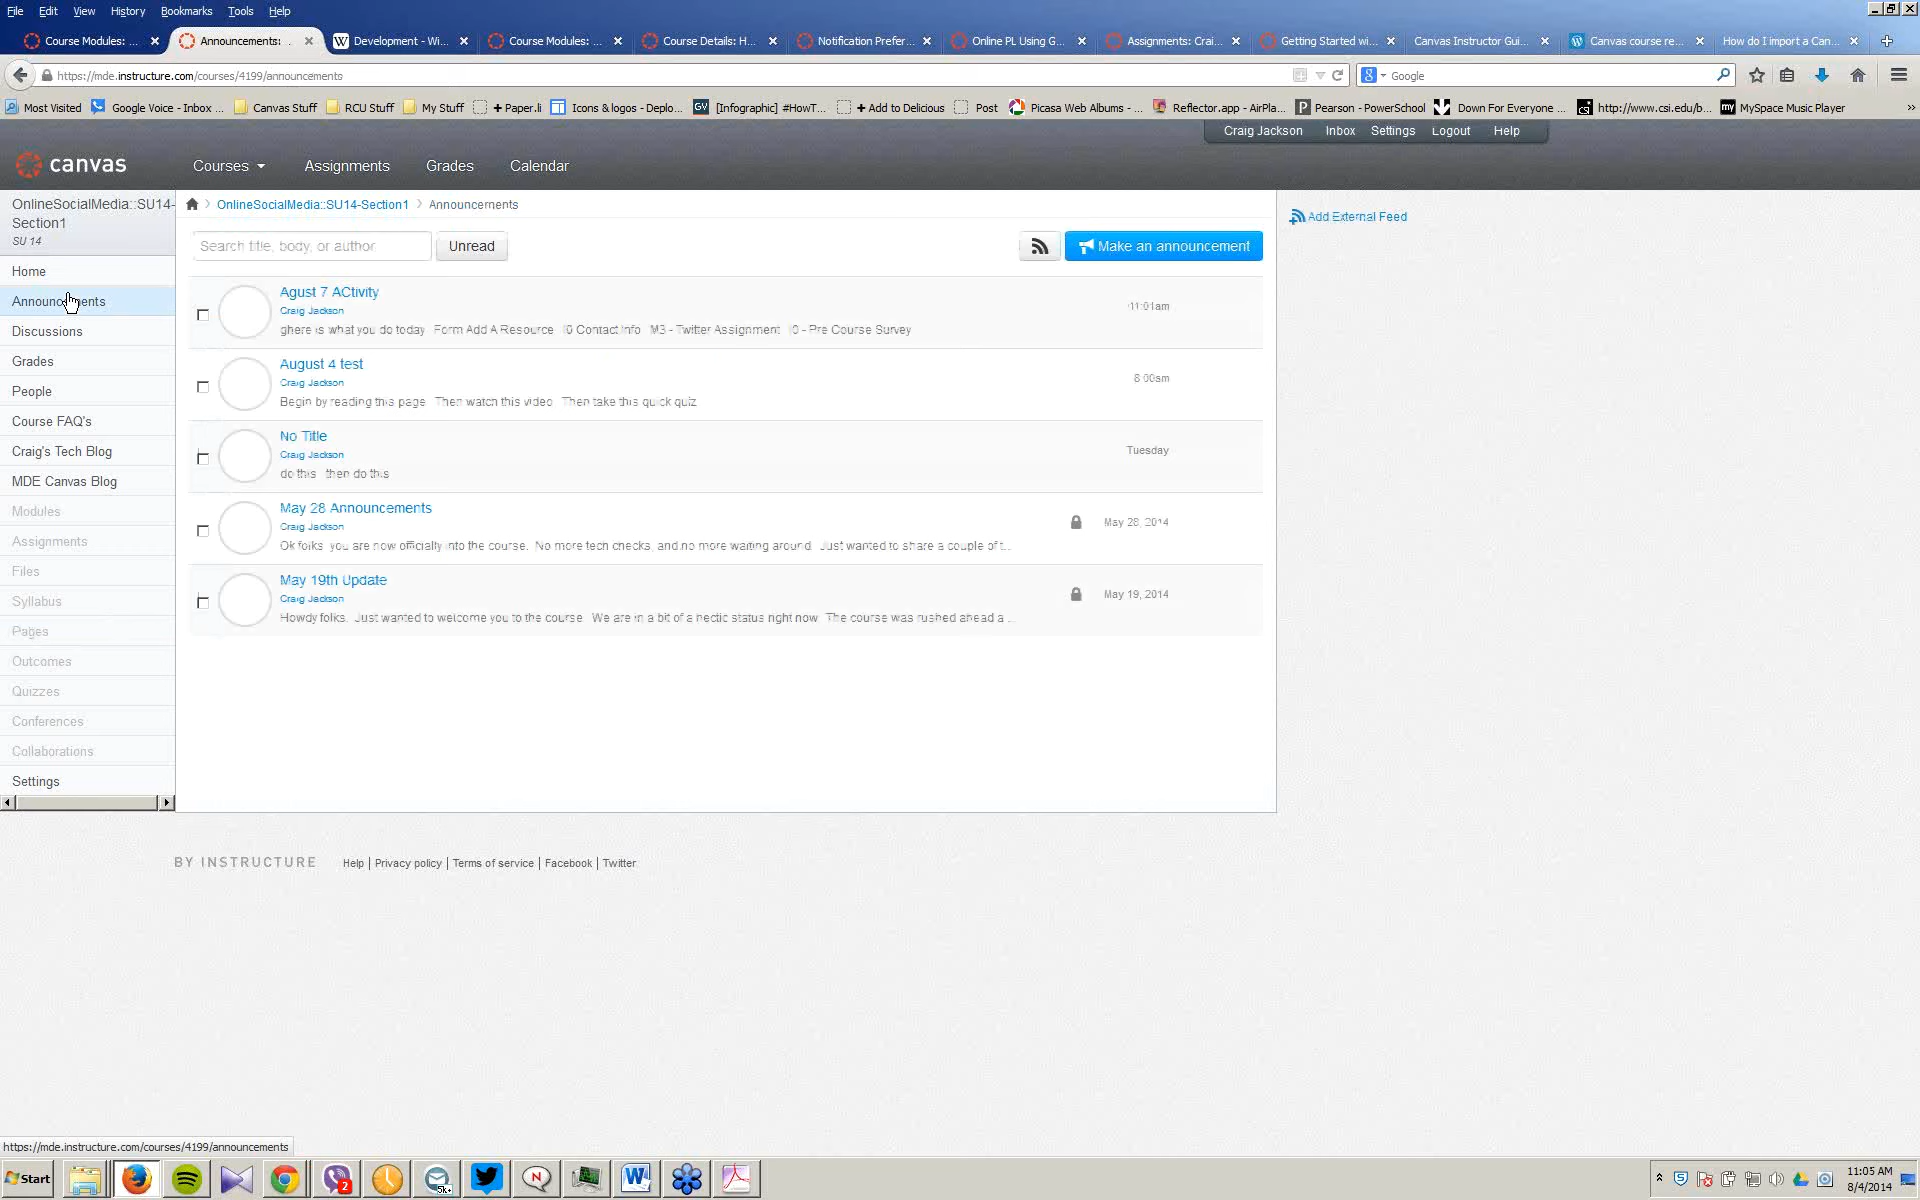 File Edit View History Bookmarks Tools Help
Course Modules: ... Announcements: ... Development - Wi... Course Modules: ... Course Details: H... Notification Prefer... Online PL Using G... Assignments: Crai... Getting Started wi... Canvas Instructor Gui... Canvas course re... How do I import a Can...
https://mde.instructure.com/courses/4199/announcements Google
Most Visited Google Voice - Inbox ... Canvas Stuff RCU Stuff My Stuff + Paper.li Icons & logos - Deplo... [Infographic] #HowT... + Add to Delicious Post Picasa Web Albums - ... Reflector.app - AirPla... Pearson - PowerSchool Down For Everyone ... http://www.csi.edu/b... MySpace Music Player
Craig Jackson Inbox Settings Logout Help
canvas Courses Assignments Grades Calendar
OnlineSocialMedia::SU14-
Section1
SU 14
Home
Announcements
Discussions
Grades
People
Course FAQ's
Craig's Tech Blog
MDE Canvas Blog
Modules
Assignments
Files
Syllabus
Pages
Outcomes
Quizzes
Conferences
Collaborations
Settings
OnlineSocialMedia::SU14-Section1 Announcements
Search title, body, or author Unread Make an announcement
Add External Feed
Agust 7 ACtivity
Craig Jackson
11:01am
ghere is what you do today Form Add A Resource I0 Contact Info M3 - Twitter Assignment I0 - Pre Course Survey
August 4 test
Craig Jackson
8:00am
Begin by reading this page Then watch this video Then take this quick quiz
No Title
Craig Jackson
Tuesday
do this then do this
May 28 Announcements
Craig Jackson
May 28, 2014
Ok folks you are now officially into the course. No more tech checks, and no more waiting around. Just wanted to share a couple of t...
May 19th Update
Craig Jackson
May 19, 2014
Howdy folks. Just wanted to welcome you to the course. We are in a bit of a hectic status right now. The course was rushed ahead a ...
BY INSTRUCTURE Help | Privacy policy | Terms of service | Facebook | Twitter
https://mde.instructure.com/courses/4199/announcements
Start
2
5k+
11:05 AM
8/4/2014